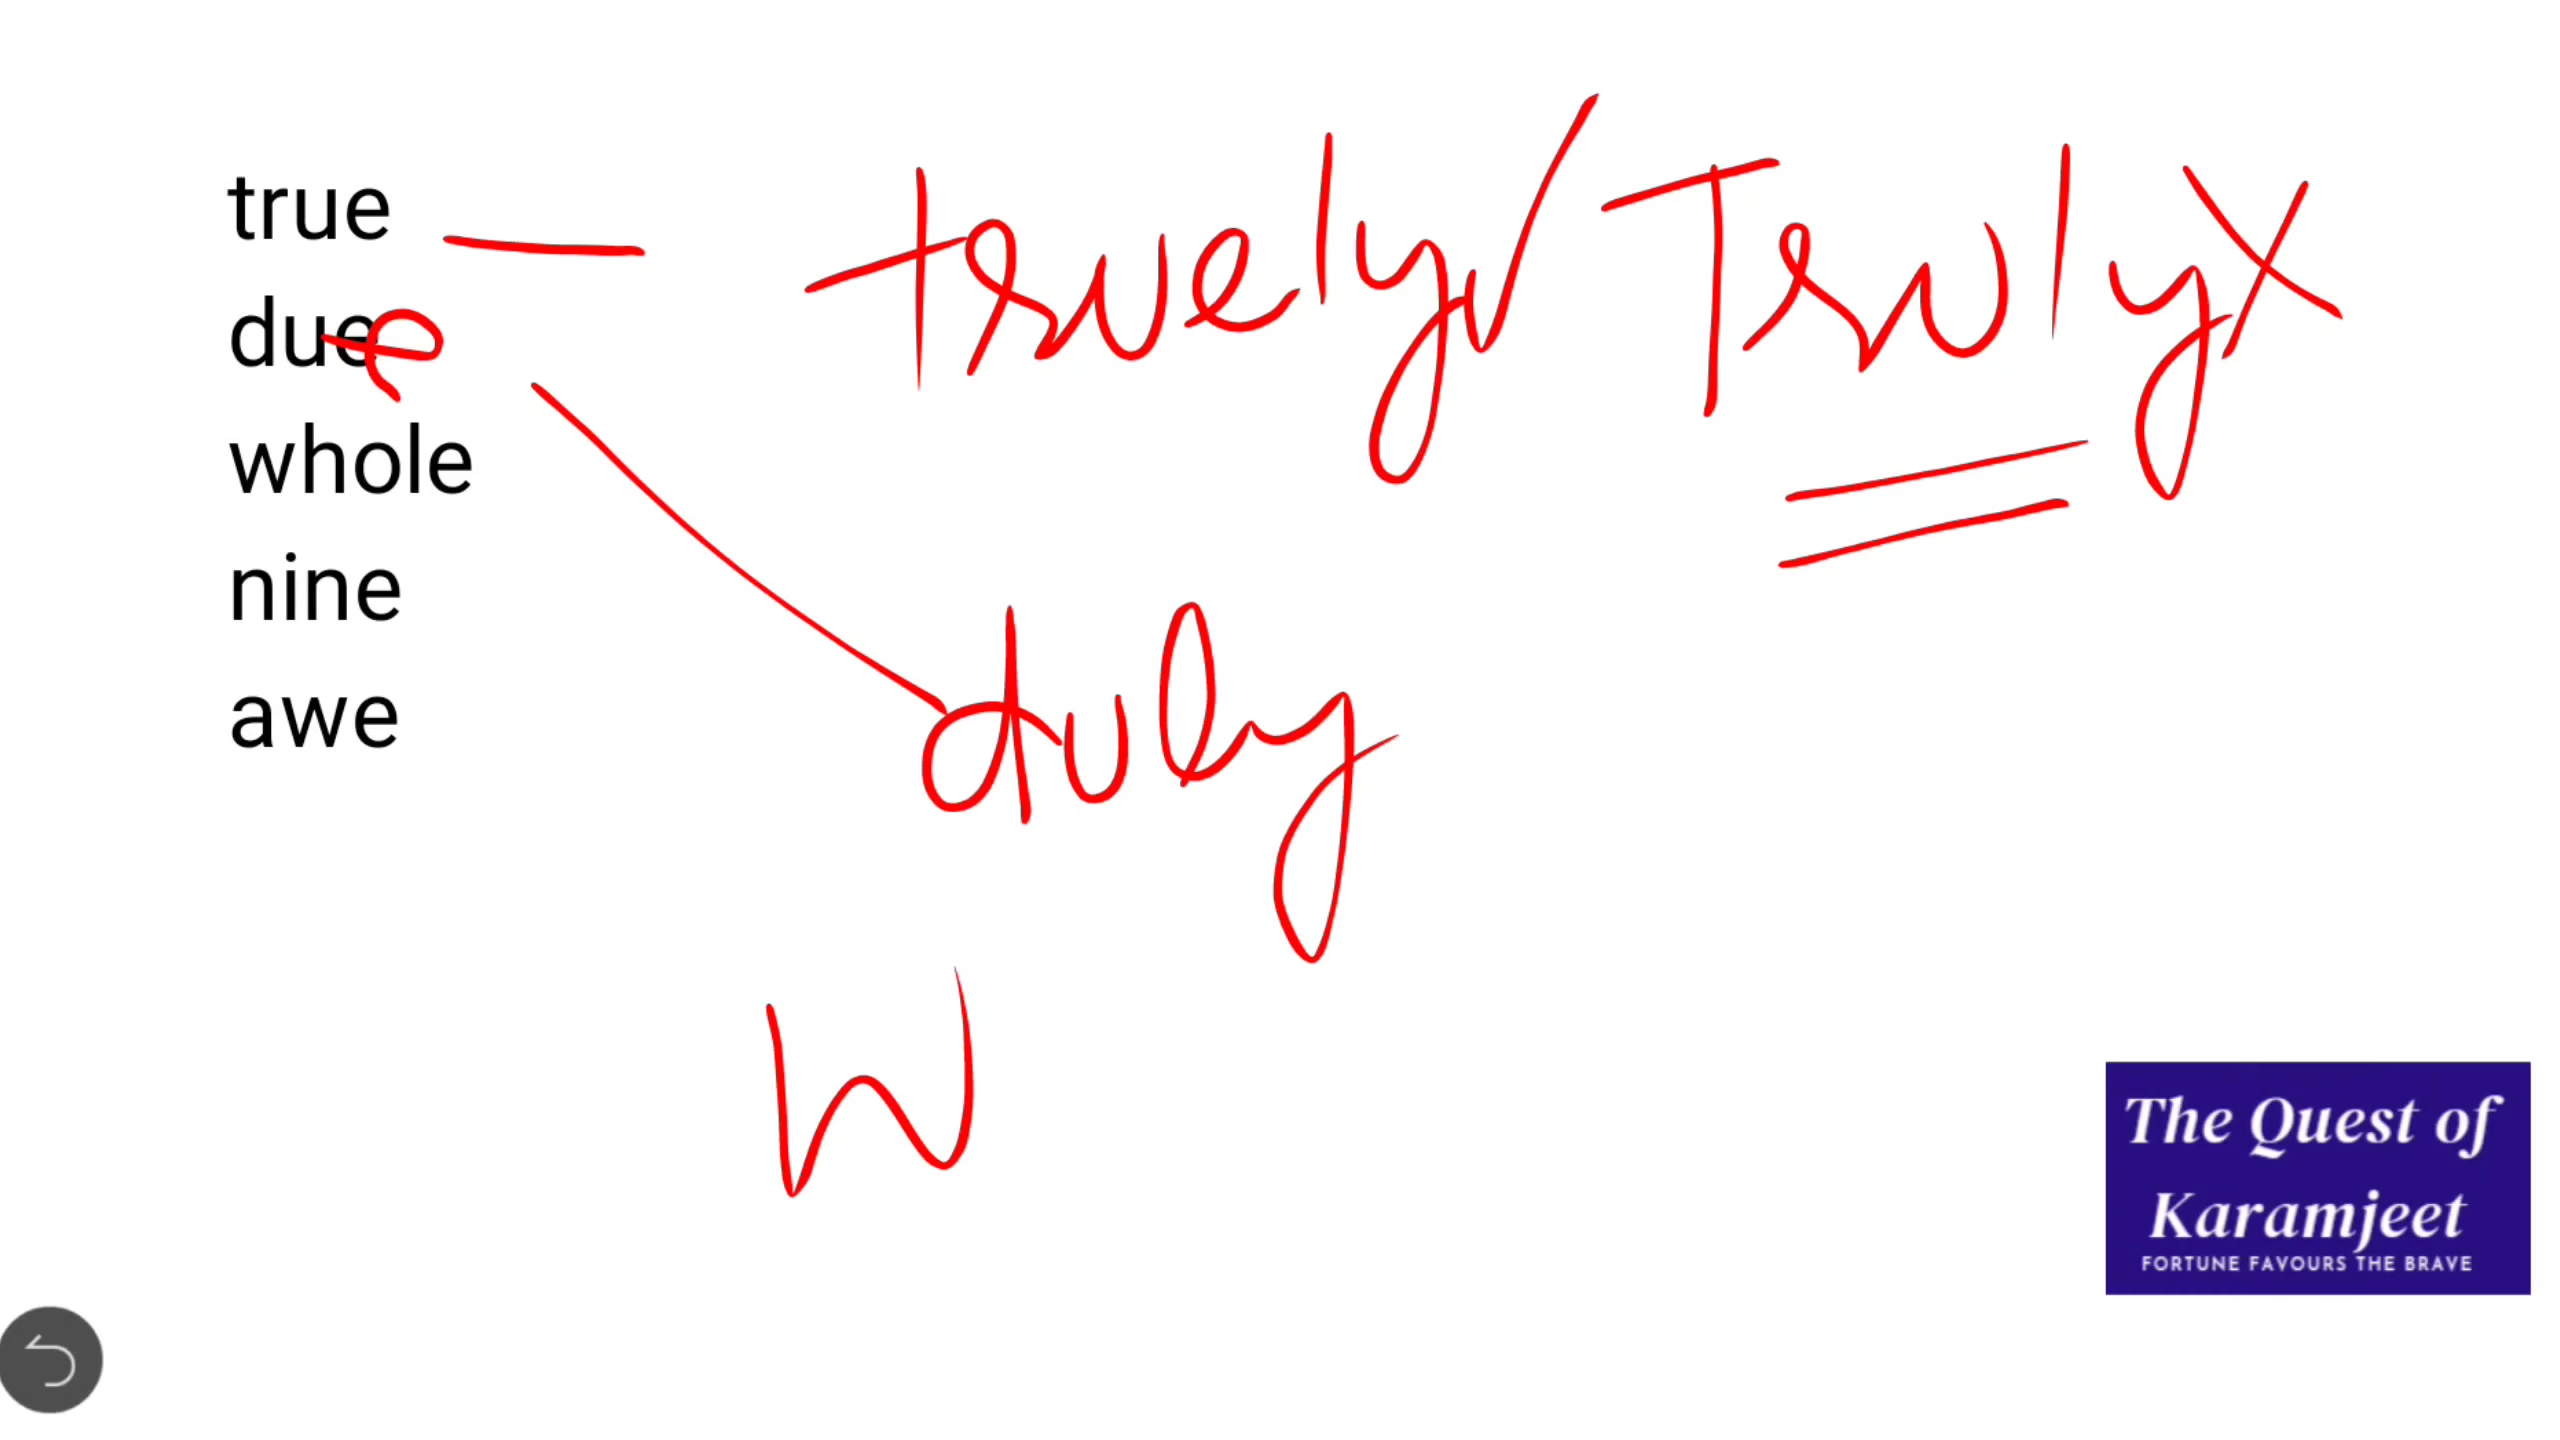 true truely✓ Truly✗
due
whole
nine duly
awe
W
The Quest of
Karamjeet
FORTUNE FAVOURS THE BRAVE